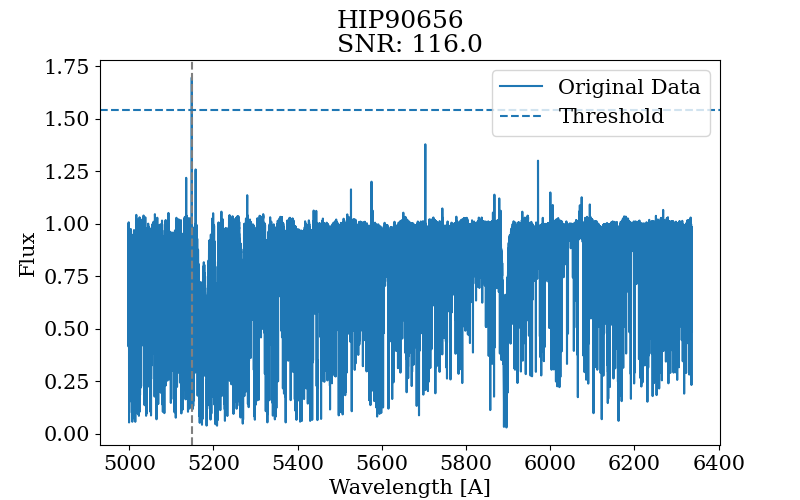 HIP90656
SNR: 116.0
1.75
1.50
1.25
1.00
0.75
0.50
0.25
0.00
Flux
Original Data
Threshold
5000 5200 5400 5600 5800 6000 6200 6400
Wavelength [A]